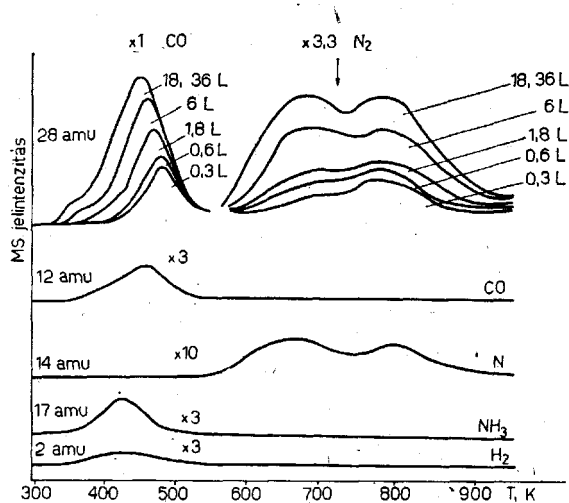 x1 CO
x3,3 N₂
18, 36 L
6 L
1,8 L
0,6 L
0,3 L
18, 36 L
6 L
1,8 L
0,6 L
0,3 L
28 amu
MS jelintenzitás
12 amu
x3
CO
14 amu
x10
N
17 amu
x3
NH₃
2 amu
x3
H₂
300 400 500 600 700 800 900 T, K